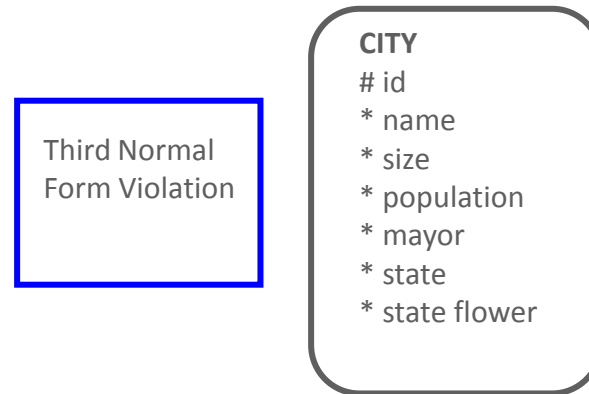 Third Normal
Form Violation
CITY
# id
* name
* size
* population
* mayor
* state
* state flower